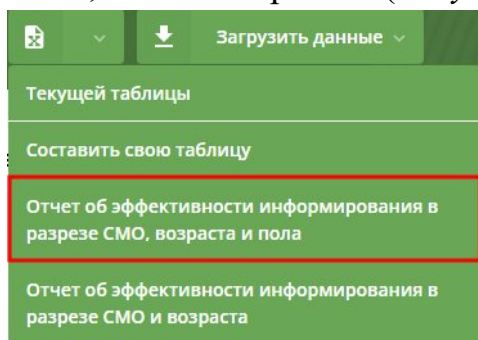 Загрузить данные
Текущей таблицы
Составить свою таблицу
Отчет об эффективности информирования в
разрезе СМО, возраста и пола
Отчет об эффективности информирования в
разрезе СМО и возраста